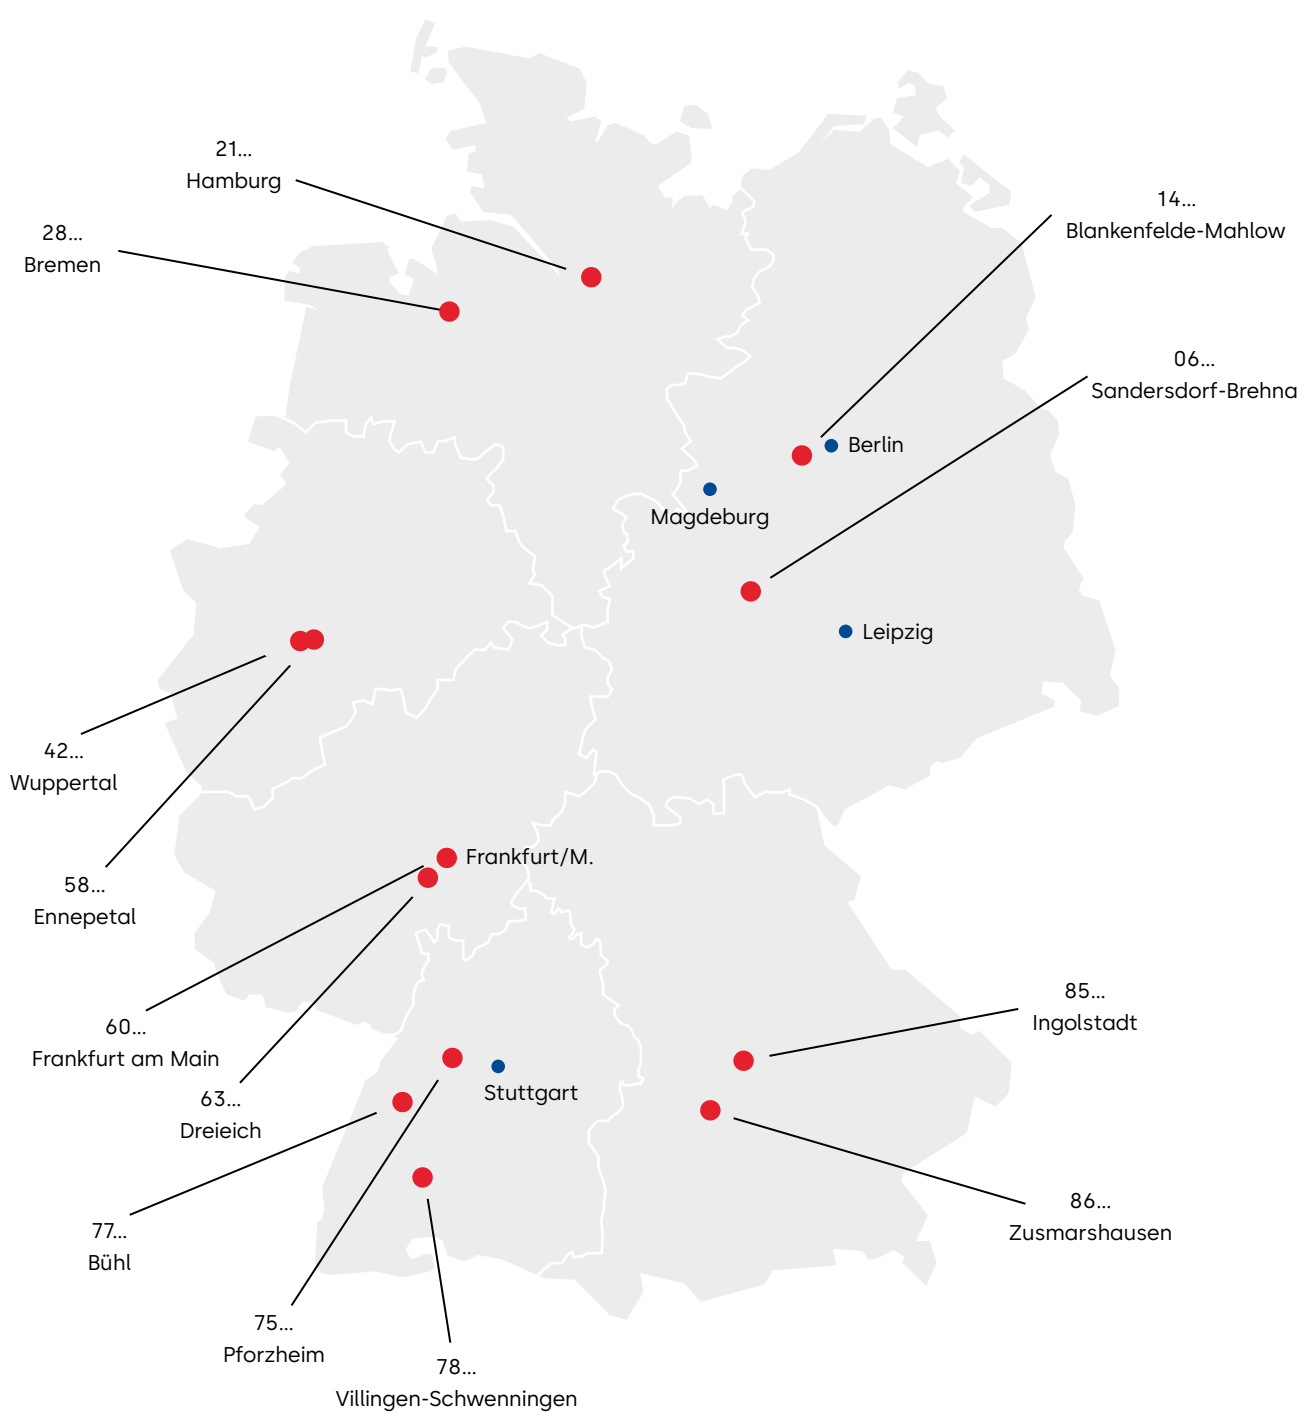 21...
Hamburg
28...
Bremen
14...
Blankenfelde-Mahlow
06...
Sandersdorf-Brehna
Berlin
Magdeburg
Leipzig
42...
Wuppertal
58...
Ennepetal
Frankfurt/M.
60...
Frankfurt am Main
63...
Dreieich
85...
Ingolstadt
Stuttgart
86...
Zusmarshausen
77...
Bühl
75...
Pforzheim
78...
Villingen-Schwenningen